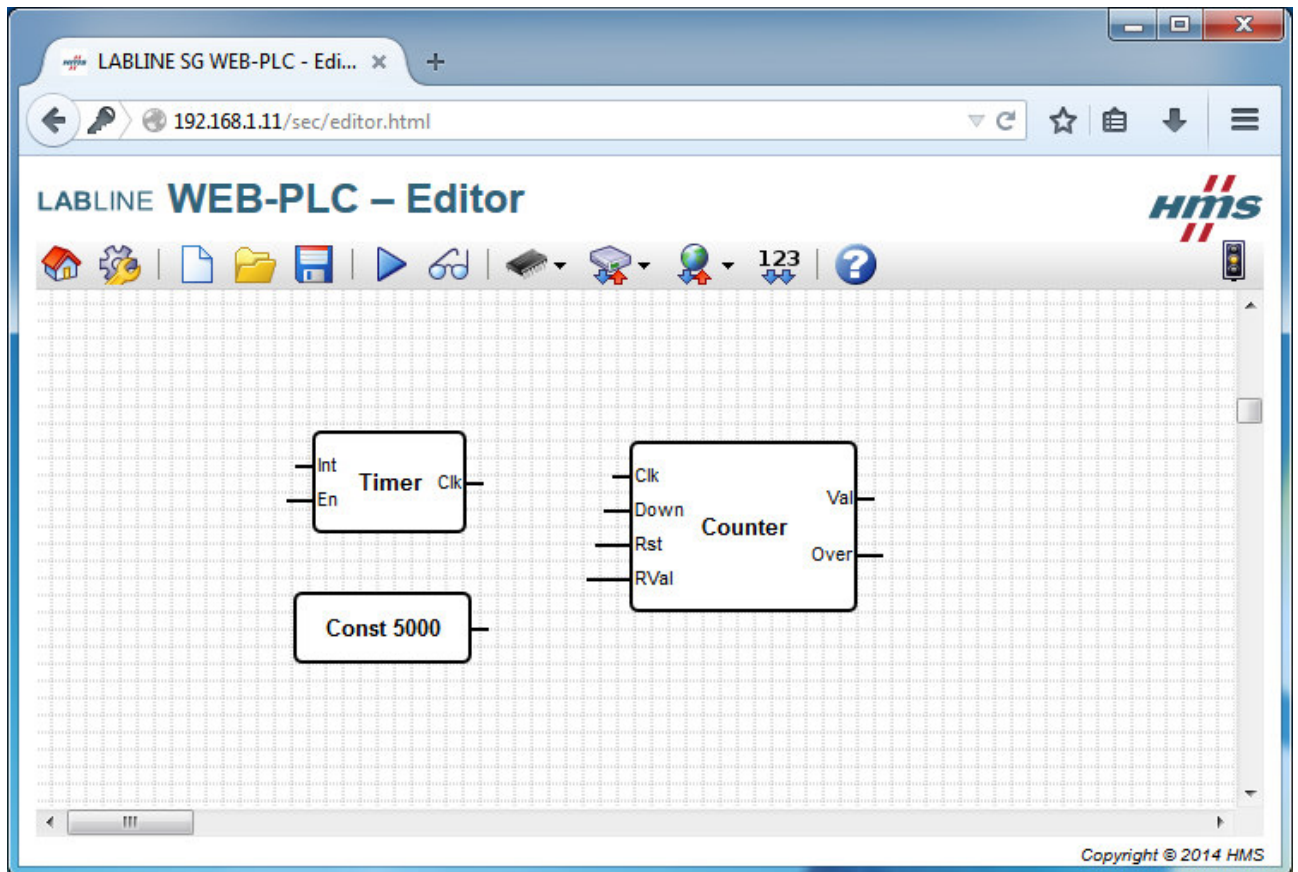 LABLINE SG WEB-PLC - Edi...
192.168.1.11/sec/editor.html
LABLINE WEB-PLC – Editor
HMS
123
Int
Timer
Clk
En
Clk
Down
Counter
Val
Rst
Over
RVal
Const 5000
Copyright © 2014 HMS